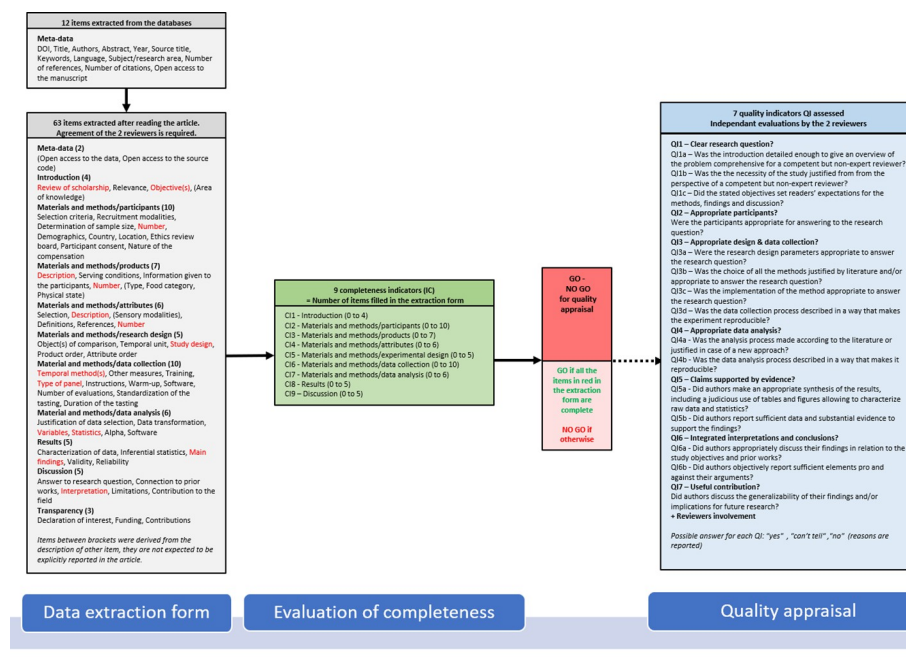 12 items extracted from the databases
Meta-data
DOI, Title, Authors, Abstract, Year, Source title,
Keywords, Language, Subject/research area, Number
of references, Number of citations, Open access to
the manuscript
63 items extracted after reading the article.
Agreement of the 2 reviewers is required.
Meta-data (2)
(Open access to the data, Open access to the source
code)
Introduction (4)
Review of scholarship, Relevance, Objective(s), (Area
of knowledge)
Materials and methods/participants (10)
Selection criteria, Recruitment modalities,
Determination of sample size, Number,
Demographics, Country, Location, Ethics review
board, Participant consent, Nature of the
compensation
Materials and methods/products (7)
Description, Serving conditions, Information given to
the participants, Number, (Type, Food category,
Physical state)
Materials and methods/attributes (6)
Selection, Description, (Sensory modalities),
Definitions, References, Number
Materials and methods/research design (5)
Object(s) of comparison, Temporal unit, Study design,
Product order, Attribute order
Material and methods/data collection (10)
Temporal method(s), Other measures, Training,
Type of panel, Instructions, Warm-up, Software,
Number of evaluations, Standardization of the
tasting, Duration of the tasting
Material and methods/data analysis (6)
Justification of data selection, Data transformation,
Variables, Statistics, Alpha, Software
Results (5)
Characterization of data, Inferential statistics, Main
findings, Validity, Reliability
Discussion (5)
Answer to research question, Connection to prior
works, Interpretation, Limitations, Contribution to the
field
Transparency (3)
Declaration of interest, Funding, Contributions
Items between brackets were derived from the
description of other item, they are not expected to be
explicitly reported in the article.
9 completeness indicators (IC)
= Number of items filled in the extraction form
CI1 - Introduction (0 to 4)
CI2 - Materials and methods/participants (0 to 10)
CI3 - Materials and methods/products (0 to 7)
CI4 - Materials and methods/attributes (0 to 6)
CI5 - Materials and methods/experimental design (0 to 5)
CI6 - Materials and methods/data collection (0 to 10)
CI7 - Materials and methods/data analysis (0 to 6)
CI8 - Results (0 to 5)
CI9 - Discussion (0 to 5)
GO -
NO GO
for quality
appraisal
GO if all the
items in red in
the extraction
form are
complete
NO GO if
otherwise
7 quality indicators QI assessed
Independant evaluations by the 2 reviewers
QI1 – Clear research question?
QI1a – Was the introduction detailed enough to give an overview of
the problem comprehensive for a competent but non-expert reviewer?
QI1b – Was the the necessity of the study justified from from the
perspective of a competent but non-expert reviewer?
QI1c – Did the stated objectives set readers' expectations for the
methods, findings and discussion?
QI2 – Appropriate participants?
Were the participants appropriate for answering to the research
question?
QI3 – Appropriate design & data collection?
QI3a – Were the research design parameters appropriate to answer
the research question?
QI3b – Was the choice of all the methods justified by literature and/or
appropriate to answer the research question?
QI3c – Was the implementation of the method appropriate to answer
the research question?
QI3d – Was the data collection process described in a way that makes
the experiment reproducible?
QI4 – Appropriate data analysis?
QI4a - Was the analysis made according to the literature or
justified in case of a new approach?
QI4b - Was the data analysis process described in a way that makes it
reproducible?
QI5 – Claims supported by evidence?
QI5a - Did authors make an appropriate synthesis of the results,
including a judicious use of tables and figures allowing to characterize
raw data and statistics?
QI5b - Did authors report sufficient data and substantial evidence to
support the findings?
QI6 – Integrated interpretations and conclusions?
QI6a - Did authors appropriately discuss their findings in relation to the
study objectives and prior works?
QI6b - Did authors objectively report sufficient elements pro and
against their arguments?
QI7 – Useful contribution?
Did authors discuss the generalizability of their findings and/or
implications for future research?
+ Reviewers involvement
Possible answer for each QI: "yes" , "can't tell" ,"no" (reasons are
reported)
Data extraction form
Evaluation of completeness
Quality appraisal